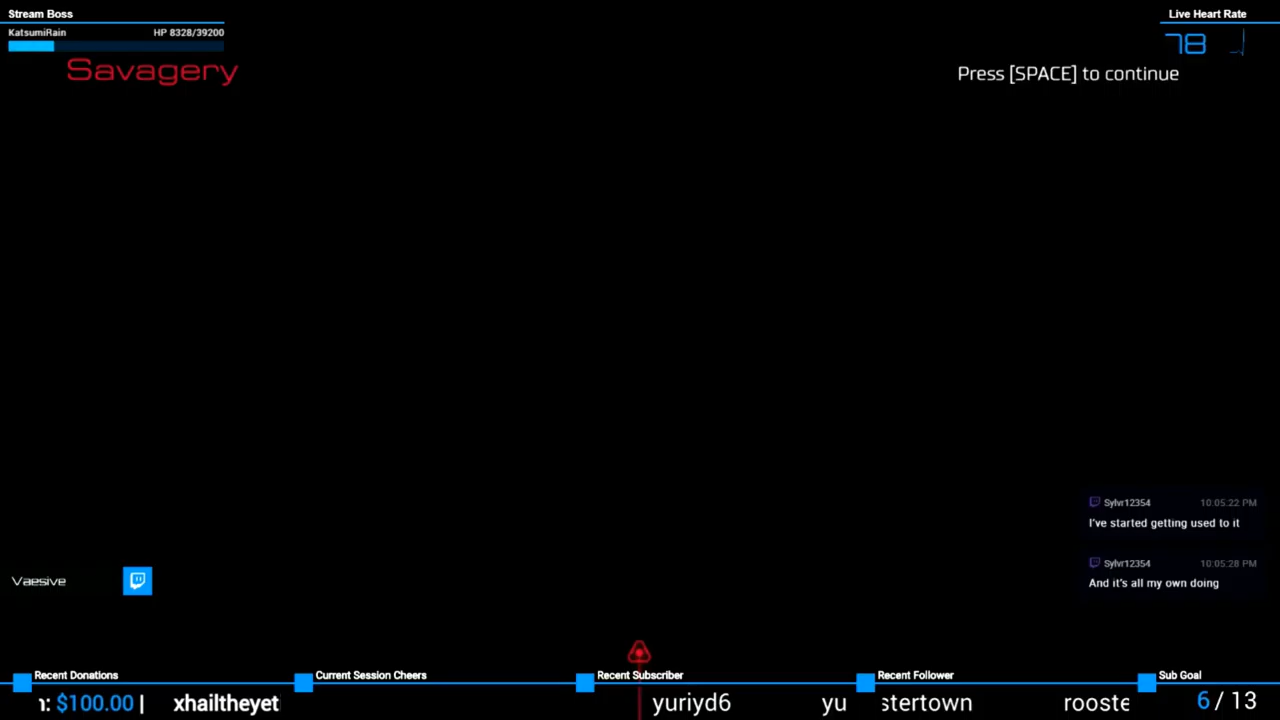 Stream Boss
KatsumiRain HP 8328/39200
Savagery
Live Heart Rate
78
Press [SPACE] to continue
Sylvr12354 10:05:22 PM
I've started getting used to it
Sylvr12354 10:05:28 PM
And it's all my own doing
Vaesive
Recent Donations
: $100.00 | xhailtheyet
Current Session Cheers
Recent Subscriber
yuriyd6 yu
Recent Follower
stertown rooste
Sub Goal
6 / 13